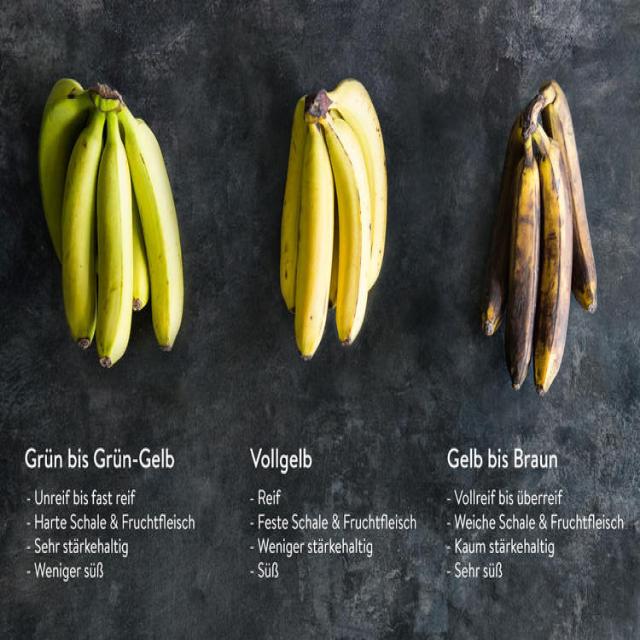 Grün bis Grün-Gelb
- Unreif bis fast reif
- Harte Schale & Fruchtfleisch
- Sehr stärkehaltig
- Weniger süß
Vollgelb
- Reif
- Feste Schale & Fruchtfleisch
- Weniger stärkehaltig
- Süß
Gelb bis Braun
- Vollreif bis überreif
- Weiche Schale & Fruchtfleisch
- Kaum stärkehaltig
- Sehr süß